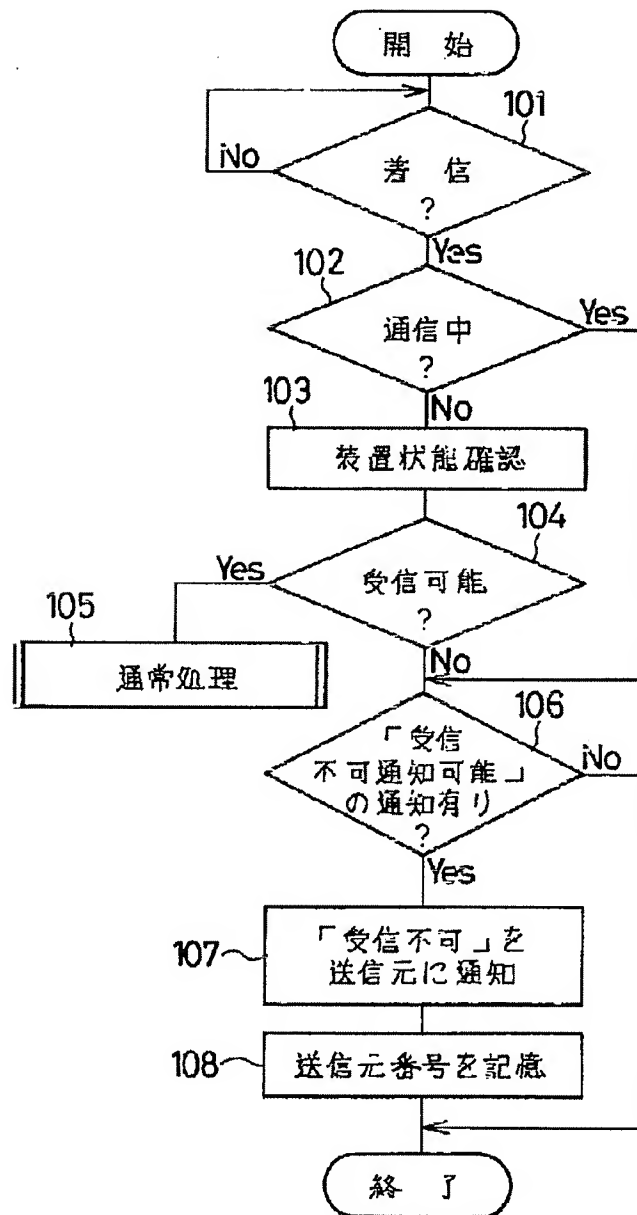 開 始
101
No
着 信
?
Yes
102
Yes
通信中
?
No
103
装置状態確認
104
Yes
受信可能
?
105
No
通常処理
106
「受信
不可通知可能」
の通知有り
?
No
Yes
107
「受信不可」を
送信元に通知
108
送信元番号を記憶
終 了